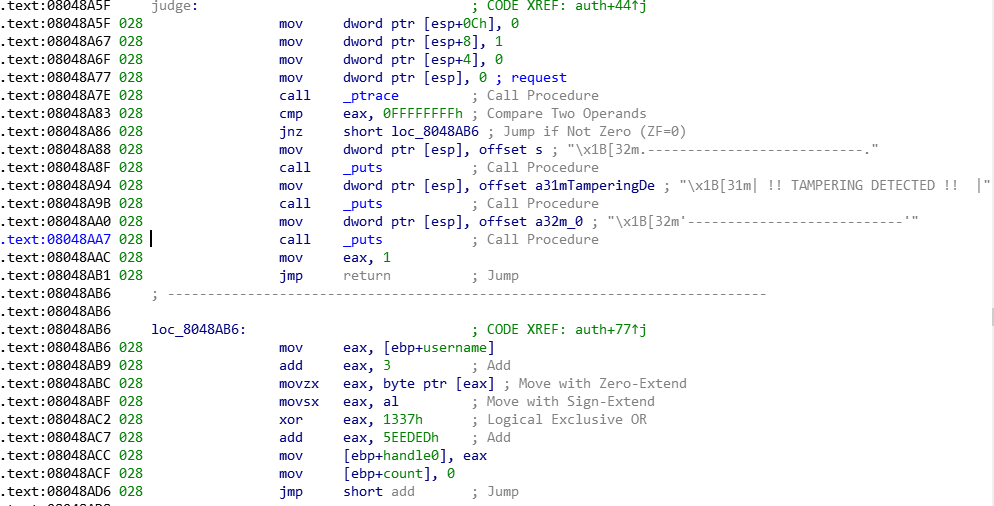 .text:08048A5F     judge:                                  ; CODE XREF: auth+44↑j
.text:08048A5F 028                 mov     dword ptr [esp+0Ch], 0
.text:08048A67 028                 mov     dword ptr [esp+8], 1
.text:08048A6F 028                 mov     dword ptr [esp+4], 0
.text:08048A77 028                 mov     dword ptr [esp], 0 ; request
.text:08048A7E 028                 call    _ptrace         ; Call Procedure
.text:08048A83 028                 cmp     eax, 0FFFFFFFFh ; Compare Two Operands
.text:08048A86 028                 jnz     short loc_8048AB6 ; Jump if Not Zero (ZF=0)
.text:08048A88 028                 mov     dword ptr [esp], offset s ; "\x1B[32m.---------------------------."
.text:08048A8F 028                 call    _puts           ; Call Procedure
.text:08048A94 028                 mov     dword ptr [esp], offset a31mTamperingDe ; "\x1B[31m| !! TAMPERING DETECTED !!  |"
.text:08048A9B 028                 call    _puts           ; Call Procedure
.text:08048AA0 028                 mov     dword ptr [esp], offset a32m_0 ; "\x1B[32m'---------------------------'"
.text:08048AA7 028                 call    _puts           ; Call Procedure
.text:08048AAC 028                 mov     eax, 1
.text:08048AB1 028                 jmp     return          ; Jump
.text:08048AB6     ; ---------------------------------------------------------------------------
.text:08048AB6
.text:08048AB6     loc_8048AB6:                            ; CODE XREF: auth+77↑j
.text:08048AB6 028                 mov     eax, [ebp+username]
.text:08048AB9 028                 add     eax, 3          ; Add
.text:08048ABC 028                 movzx   eax, byte ptr [eax] ; Move with Zero-Extend
.text:08048ABF 028                 movsx   eax, al         ; Move with Sign-Extend
.text:08048AC2 028                 xor     eax, 1337h      ; Logical Exclusive OR
.text:08048AC7 028                 add     eax, 5EEDEDh    ; Add
.text:08048ACC 028                 mov     [ebp+handle0], eax
.text:08048ACF 028                 mov     [ebp+count], 0
.text:08048AD6 028                 jmp     short add       ; Jump